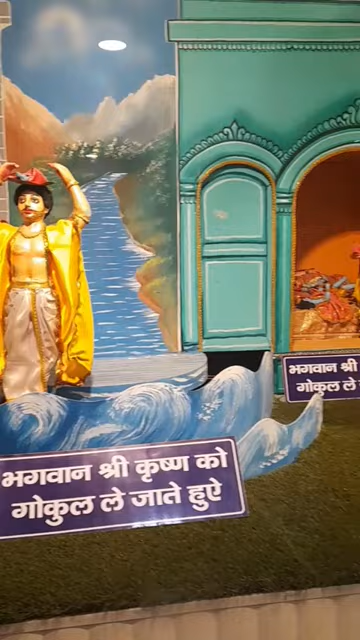 भगवान श्री कृष्ण को
गोकुल ले जाते हुऐ
भगवान श्री
गोकुल ले